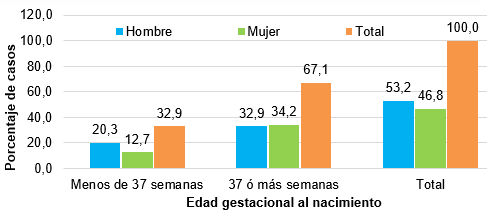 120,0
100,0
80,0
60,0
40,0
20,0
0,0
Porcentaje de casos
Hombre Mujer Total
20,3 12,7 32,9
32,9 34,2 67,1
53,2 46,8 100,0
Menos de 37 semanas 37 ó más semanas Total
Edad gestacional al nacimiento